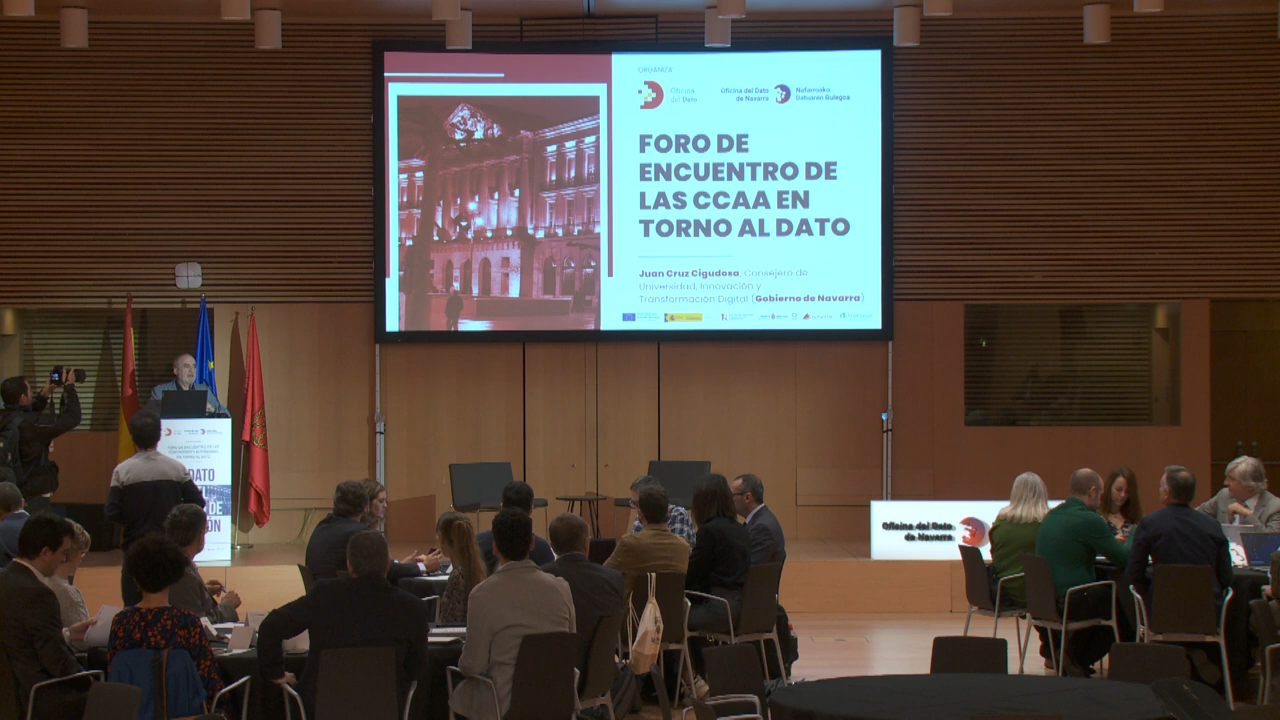 ORGANIZA:
Oficina
del Dato
Oficina del Dato
de Navarra
Nafarroako
Datuaren Bulegoa
FORO DE
ENCUENTRO DE
LAS CCAA EN
TORNO AL DATO
Juan Cruz Cigudosa, Consejero de
Universidad, Innovación y
Transformación Digital (Gobierno de Navarra)
DATO
DE
Oficina del Dato
de Navarra